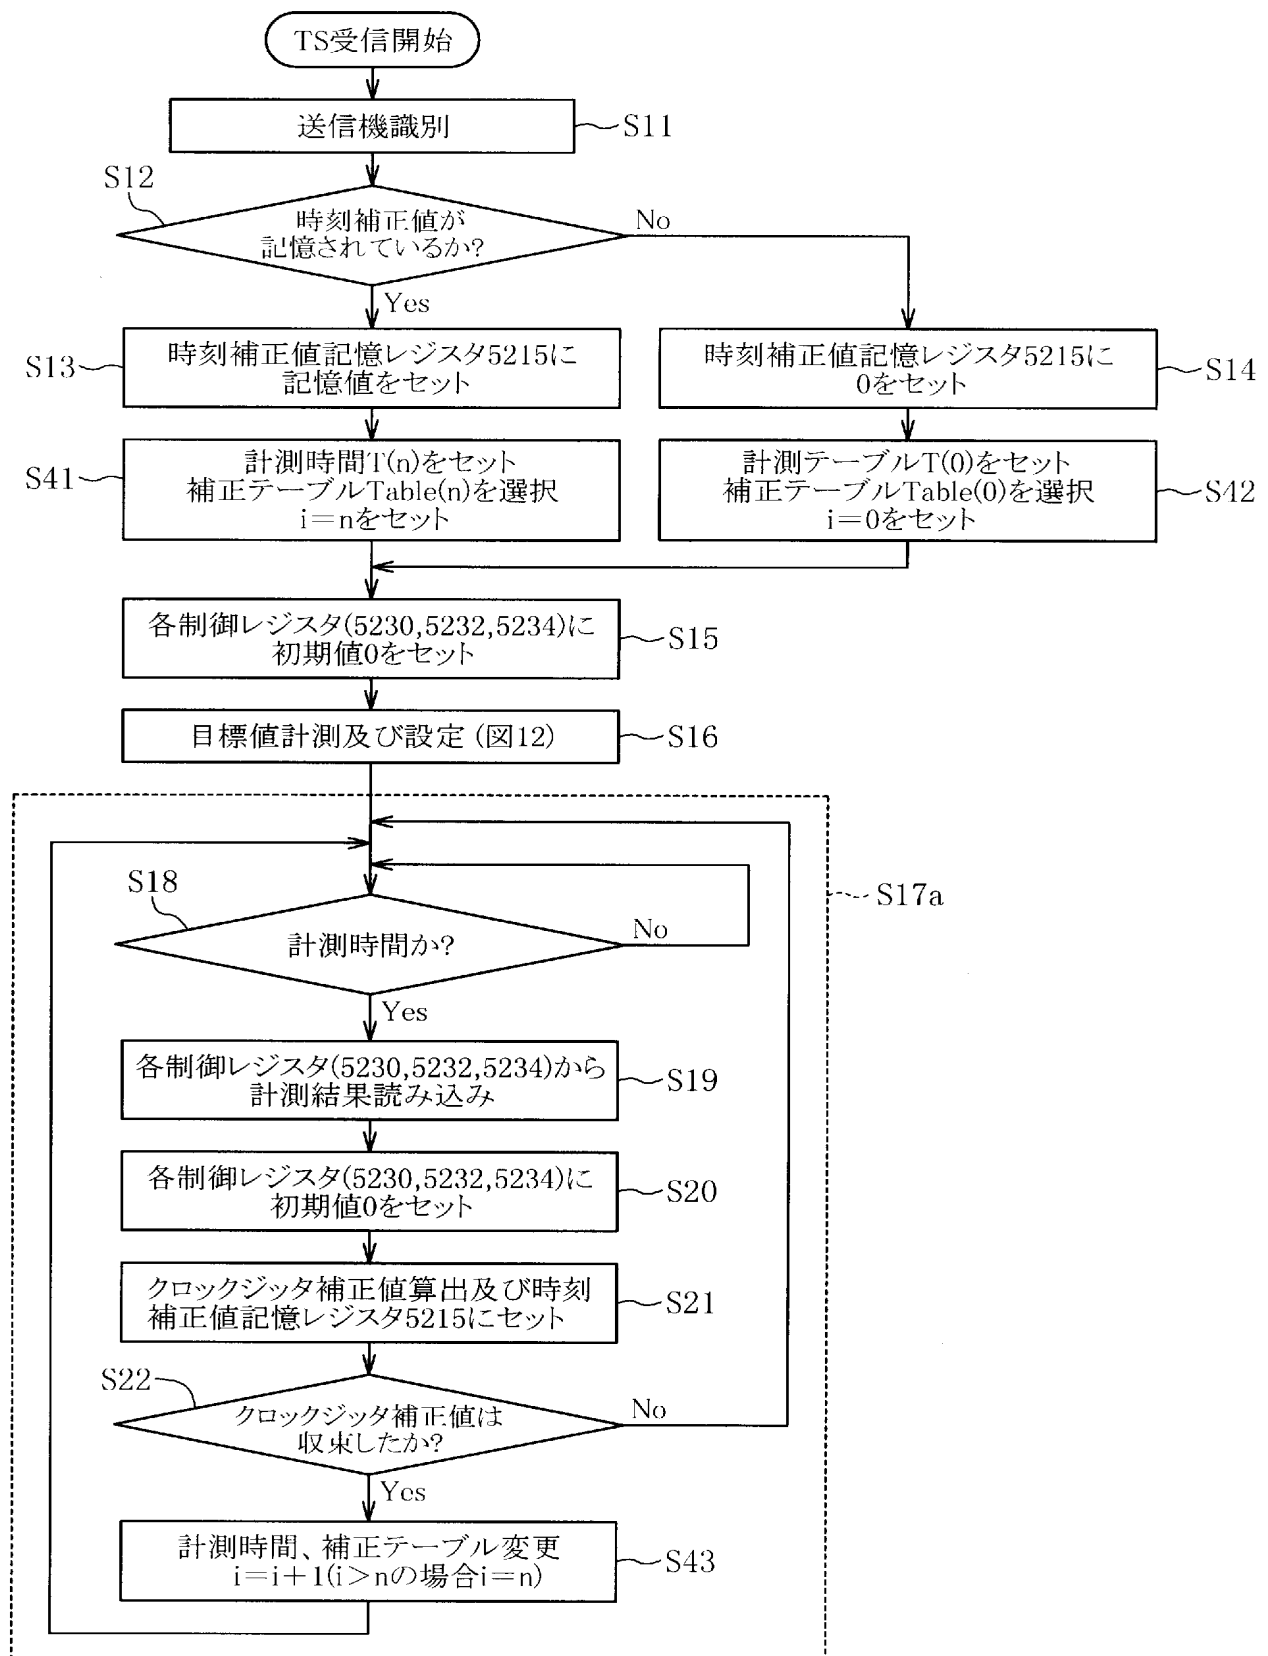 TS受信開始
送信機識別
S11
S12
時刻補正値が
記憶されているか?
No
Yes
時刻補正値記憶レジスタ5215に
記憶値をセット
S13
時刻補正値記憶レジスタ5215に
0をセット
S14
計測時間T(n)をセット
補正テーブルTable(n)を選択
i=nをセット
S41
計測テーブルT(0)をセット
補正テーブルTable(0)を選択
i=0をセット
S42
各制御レジスタ(5230,5232,5234)に
初期値0をセット
S15
目標値計測及び設定(図12)
S16
S17a
S18
計測時間か?
No
Yes
各制御レジスタ(5230,5232,5234)から
計測結果読み込み
S19
各制御レジスタ(5230,5232,5234)に
初期値0をセット
S20
クロックジッタ補正値算出及び時刻
補正値記憶レジスタ5215にセット
S21
S22
クロックジッタ補正値は
収束したか?
No
Yes
計測時間、補正テーブル変更
i=i+1(i>nの場合i=n)
S43